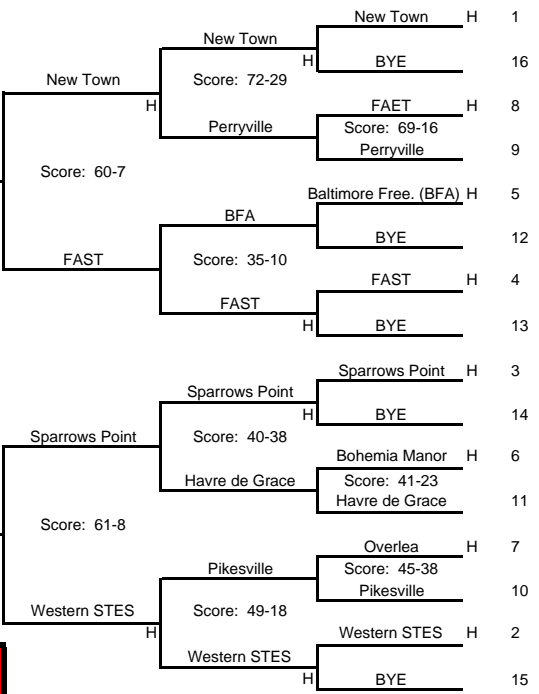 New Town H 1
New Town
H BYE 16
New Town Score: 72-29
H FAET H 8
Perryville Score: 69-16
Perryville 9
Score: 60-7
Baltimore Free. (BFA) H 5
BFA
BYE 12
FAST Score: 35-10
FAST H 4
FAST
H BYE 13
Sparrows Point H 3
Sparrows Point
H BYE 14
Sparrows Point Score: 40-38
Bohemia Manor H 6
Havre de Grace Score: 41-23
Havre de Grace 11
Score: 61-8
Overlea H 7
Pikesville Score: 45-38
Pikesville 10
Western STES Score: 49-18
H Western STES H 2
Western STES
H BYE 15